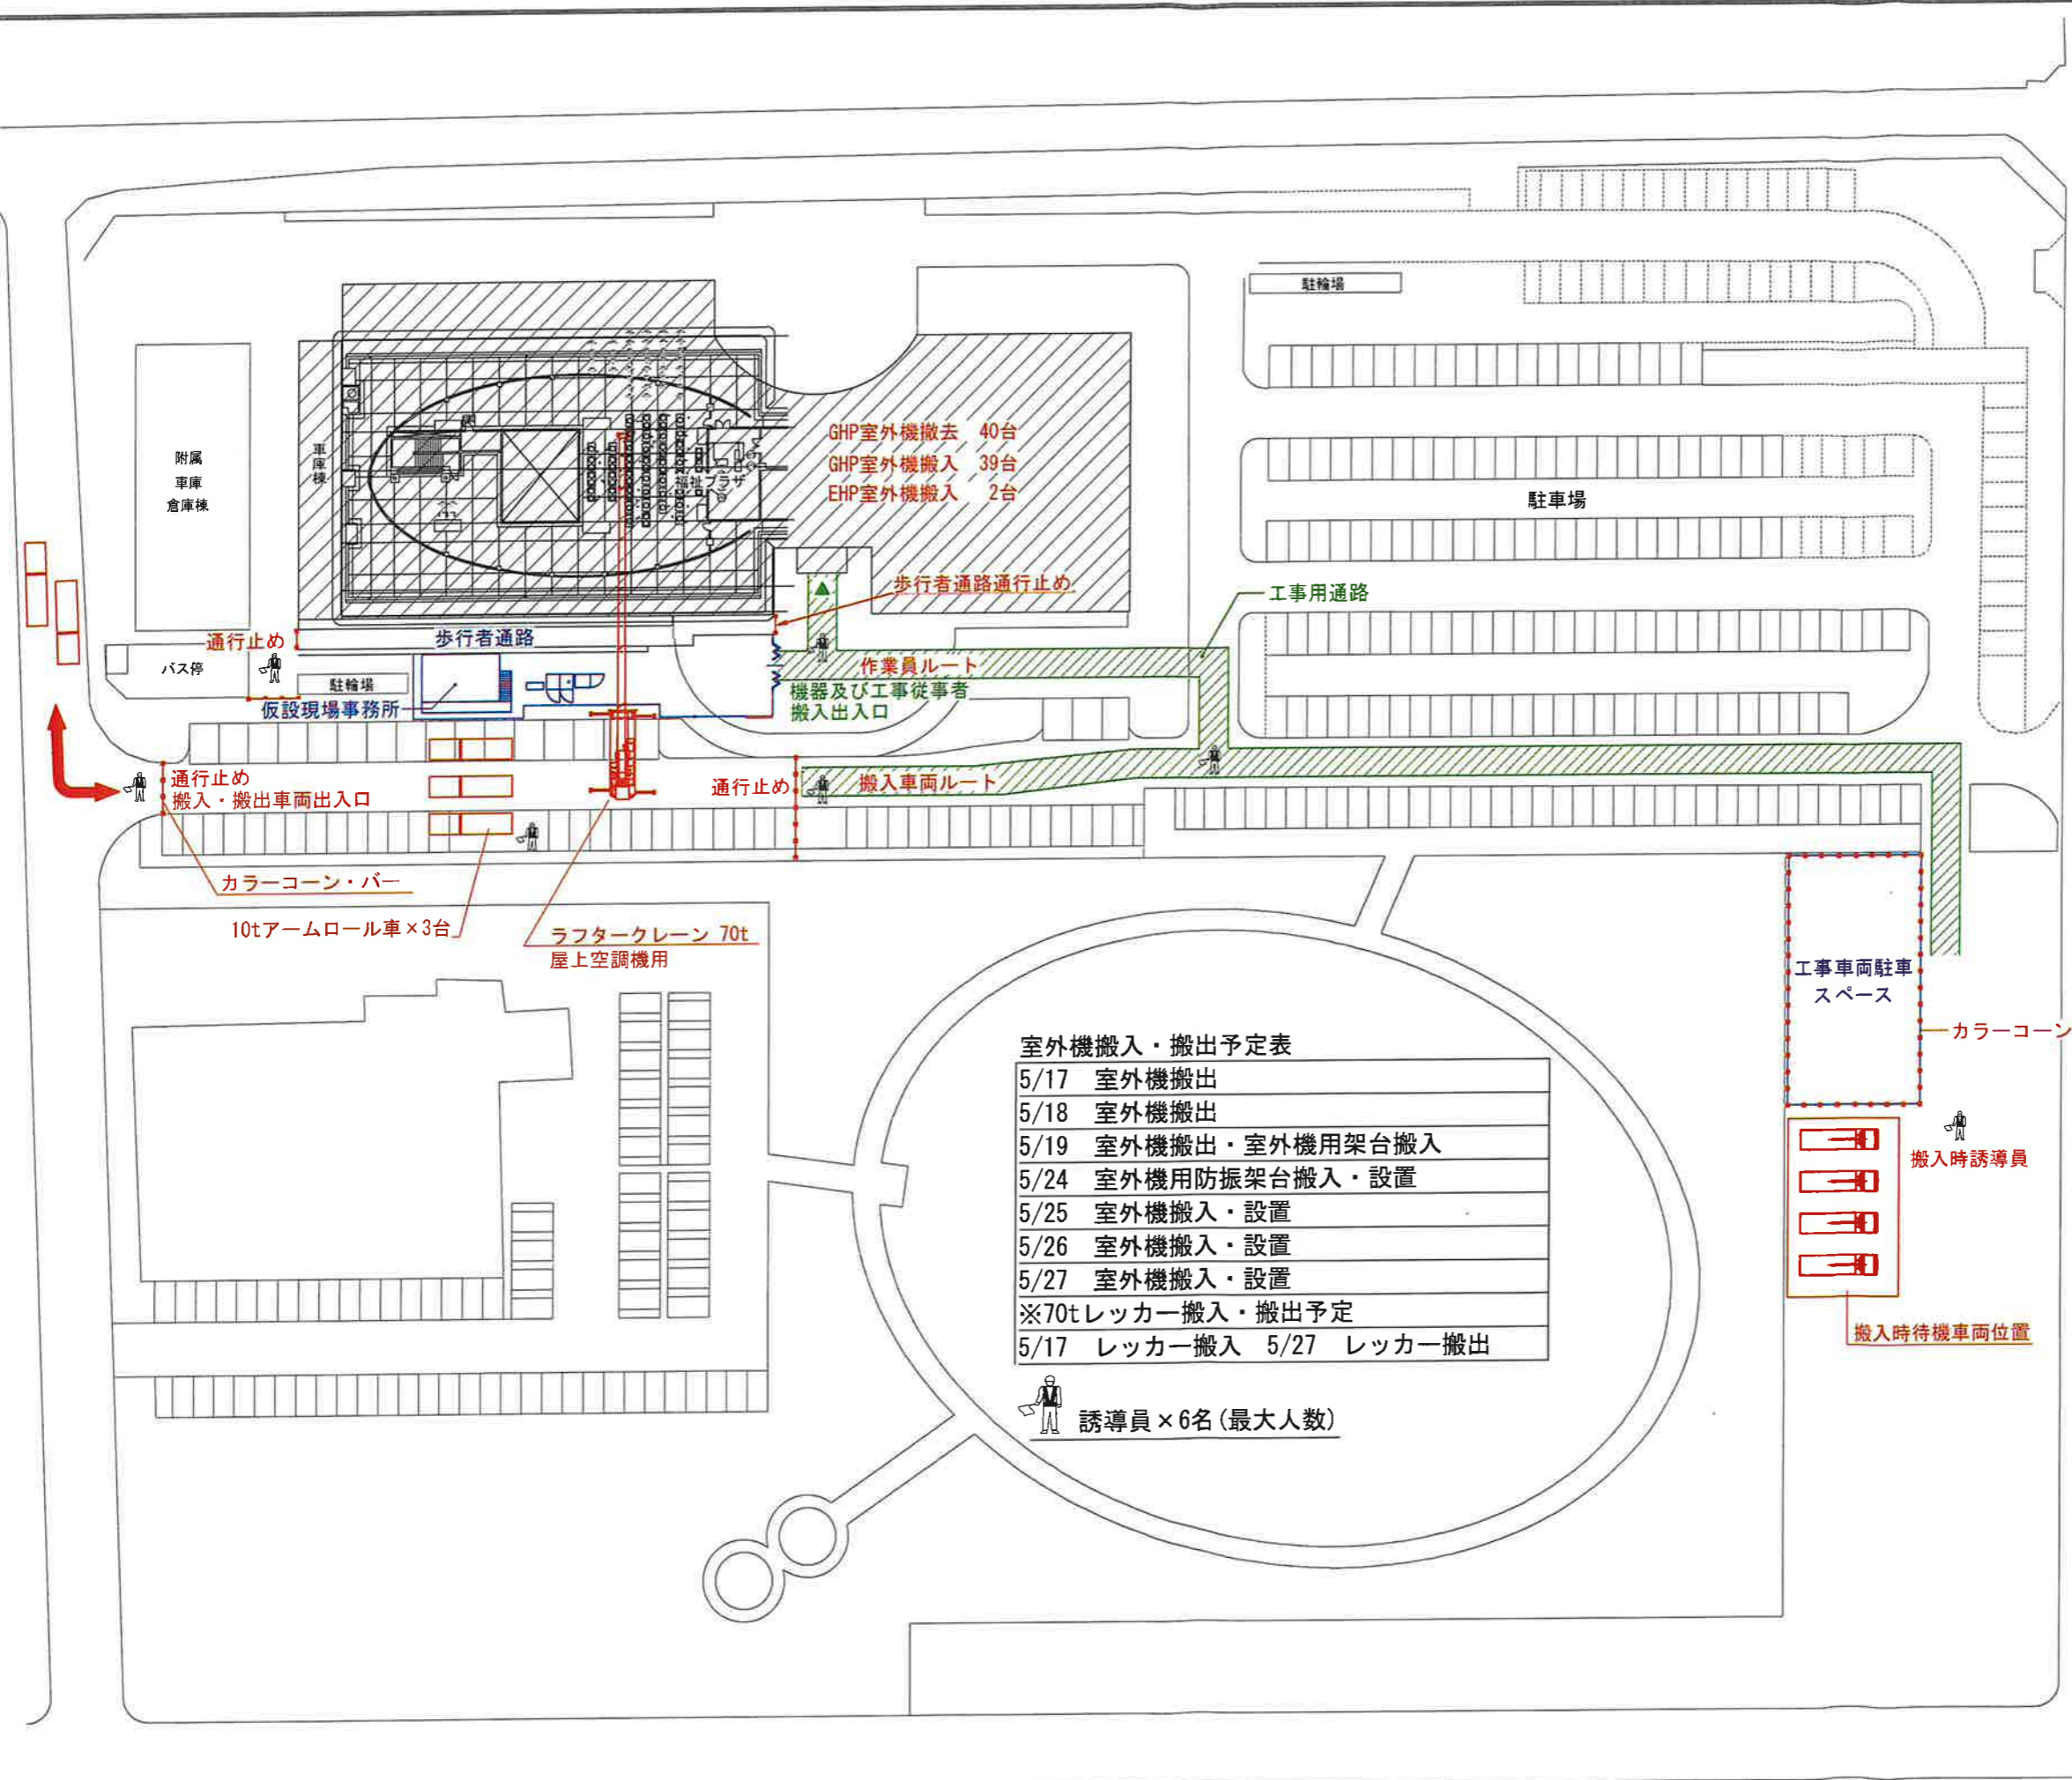 駐輪場
附属
車庫
倉庫棟
車庫棟
GHP室外機撤去 40台
GHP室外機搬入 39台
EHP室外機搬入 2台
福祉プラザ
駐車場
歩行者通路通行止め
工事用通路
通行止め
歩行者通路
バス停
駐輪場
仮設現場事務所
作業員ルート
機器及び工事従事者
搬入出入口
通行止め
搬入・搬出車両出入口
通行止め
搬入車両ルート
カラーコーン・バー
10tアームロール車×3台
ラフタークレーン 70t
屋上空調機用
工事車両駐車
スペース
カラーコーン
搬入時誘導員
搬入時待機車両位置
室外機搬入・搬出予定表
5/17 室外機搬出
5/18 室外機搬出
5/19 室外機搬出・室外機用架台搬入
5/24 室外機用防振架台搬入・設置
5/25 室外機搬入・設置
5/26 室外機搬入・設置
5/27 室外機搬入・設置
※70tレッカー搬入・搬出予定
5/17 レッカー搬入 5/27 レッカー搬出
誘導員×6名(最大人数)